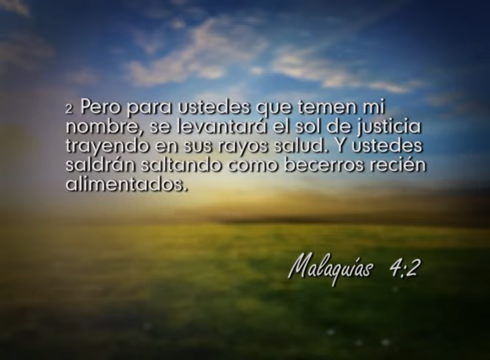 2 Pero para ustedes que temen mi
nombre, se levantará el sol de justicia
trayendo en sus rayos salud. Y ustedes
saldrán saltando como becerros recién
alimentados.
Malaquías 4:2